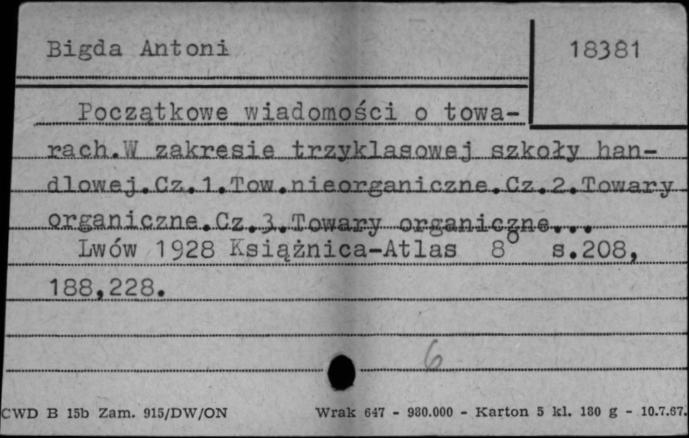 Bigda Antoni
18381
Początkowe wiadomości o towa-
rach.W zakresie trzyklasowej szkoły han-
dlowej.Cz.1.Tow.nieorganiczne.Cz.2.Towary
organiczne.Cz.3.Towary organiczne...
Lwów 1928 Książnica-Atlas 8° s.208,
188,228.
6
CWD B 15b Zam. 915/DW/ON Wrak 647 - 980.000 - Karton 5 kl. 180 g - 10.7.67.